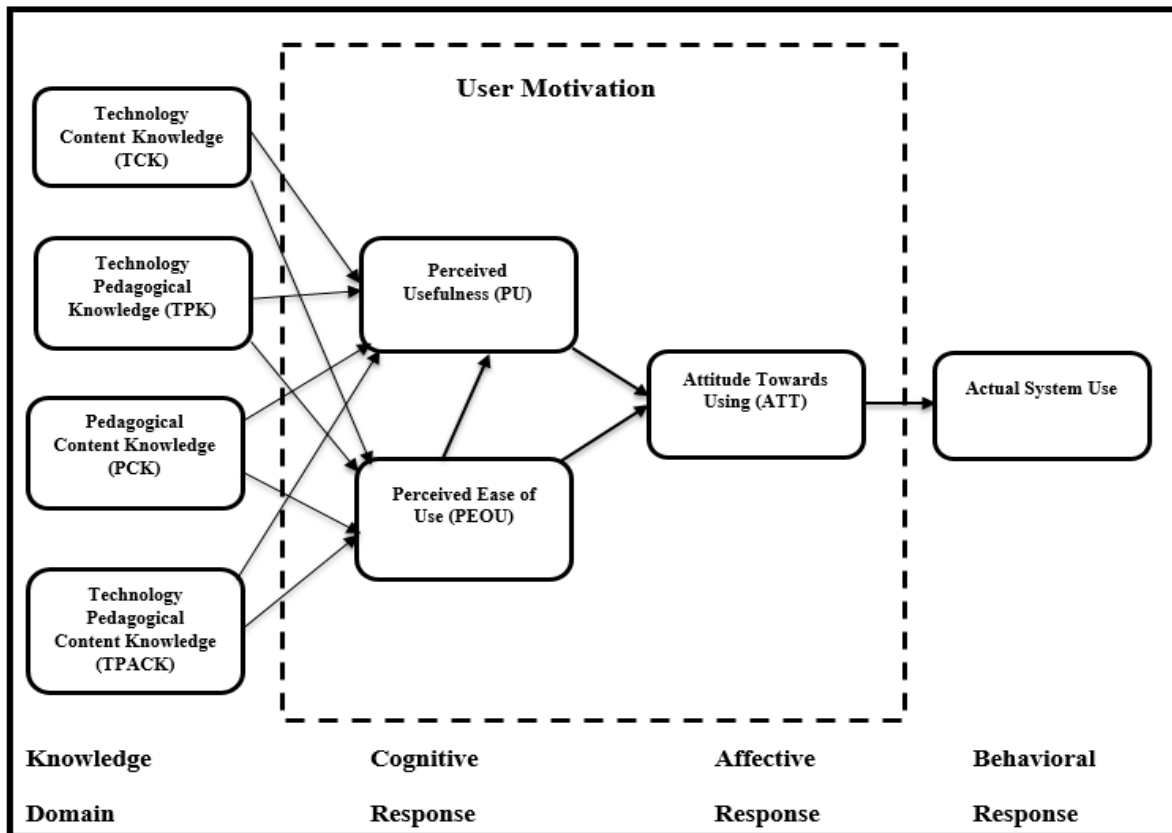 User Motivation
Technology
Content Knowledge
(TCK)
Technology
Pedagogical
Knowledge (TPK)
Pedagogical
Content Knowledge
(PCK)
Technology
Pedagogical
Content Knowledge
(TPACK)
Perceived
Usefulness (PU)
Perceived Ease of
Use (PEOU)
Attitude Towards
Using (ATT)
Actual System Use
Knowledge
Domain
Cognitive
Response
Affective
Response
Behavioral
Response